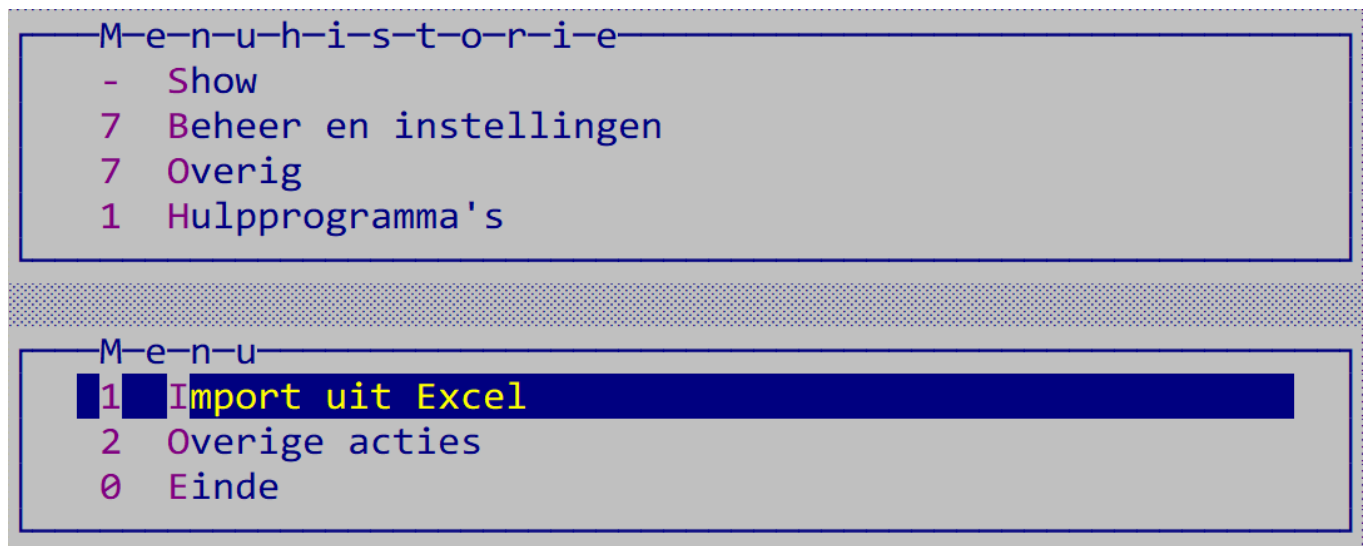 M-e-n-u-h-i-s-t-o-r-i-e
- Show
7 Beheer en instellingen
7 Overig
1 Hulpprogramma's
M-e-n-u
1 Import uit Excel
2 Overige acties
0 Einde